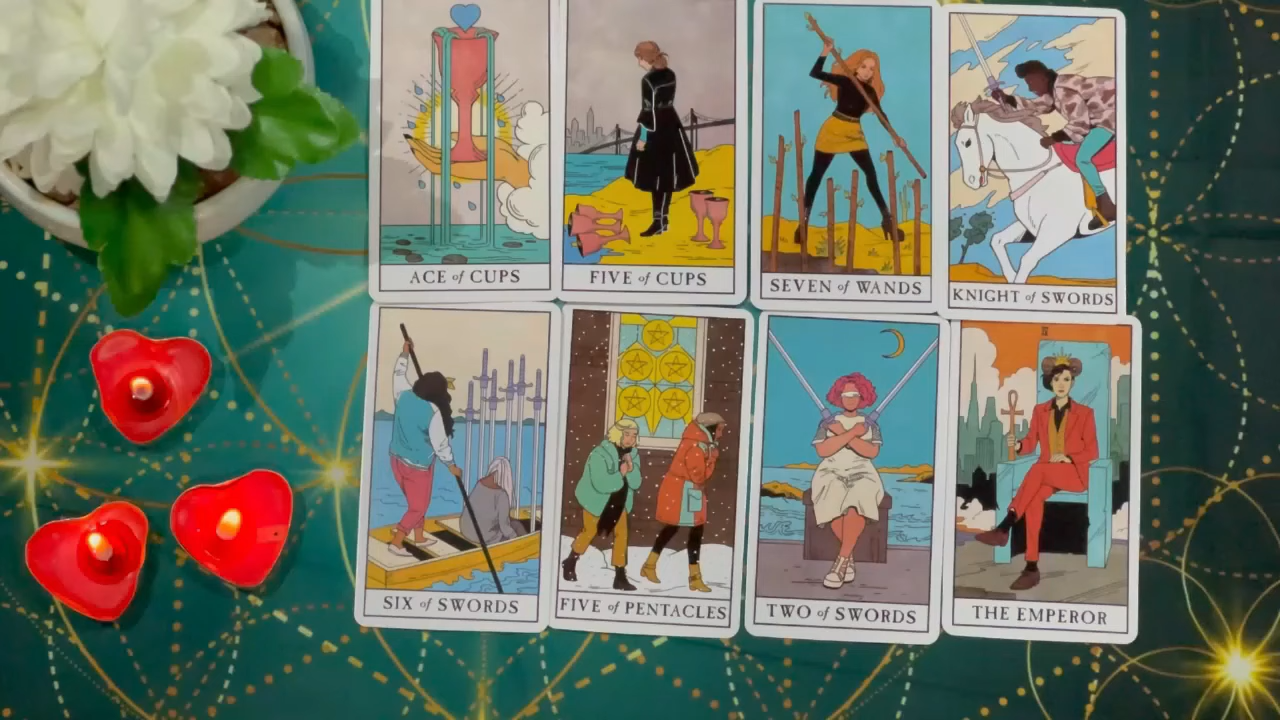 ACE of CUPS
FIVE of CUPS
SEVEN of WANDS
KNIGHT of SWORDS
SIX of SWORDS
FIVE of PENTACLES
TWO of SWORDS
THE EMPEROR